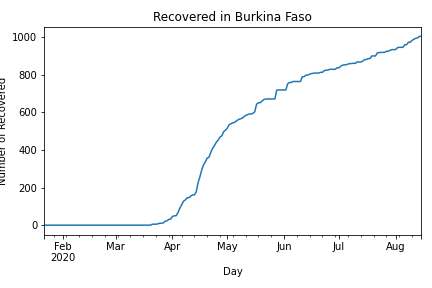 Recovered in Burkina Faso
Number of Recovered
1000
800
600
400
200
0
Feb Mar Apr May Jun Jul Aug
2020
Day